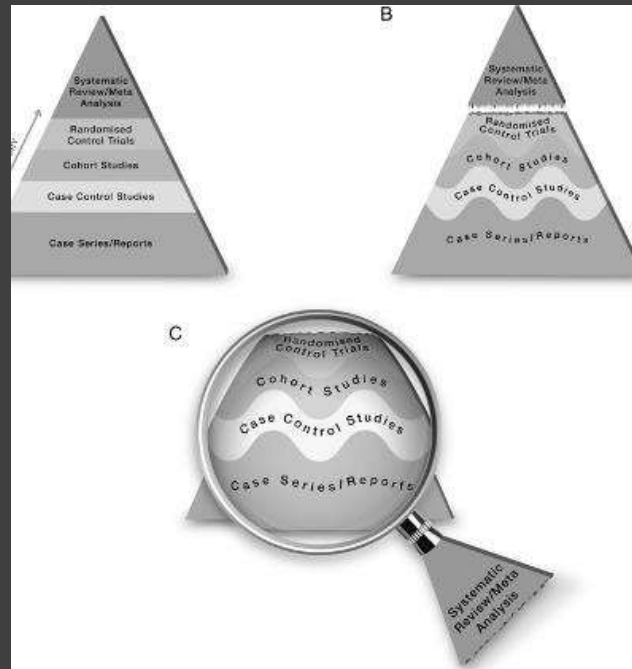 Systematic
Review/Meta
Analysis
Randomised
Control Trials
Cohort Studies
Case Control Studies
Case Series/Reports
B
Systematic
Review/Meta
Analysis
Randomised
Control Trials
Cohort Studies
Case Control Studies
Case Series/Reports
C
Randomised
Control Trials
Cohort Studies
Case Control Studies
Case Series/Reports
Systematic
Review/Meta
Analysis